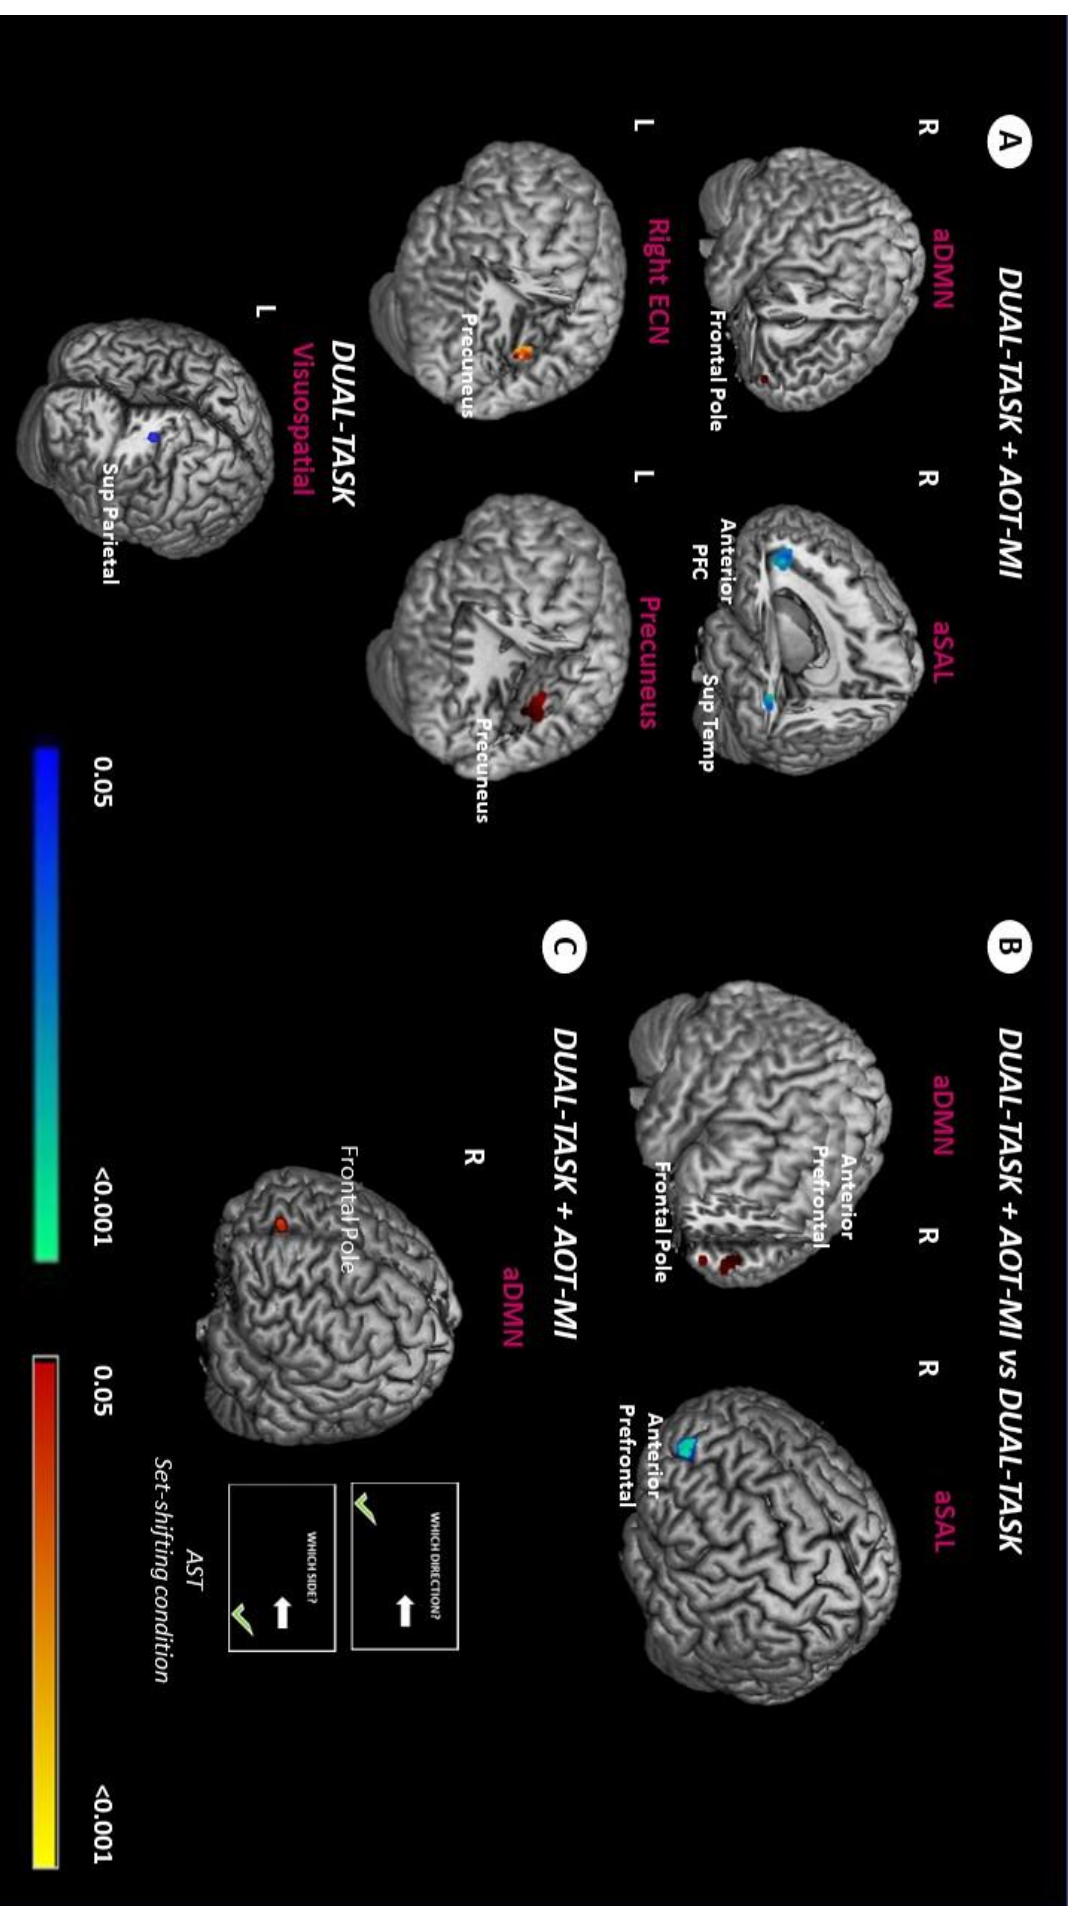 A
DUAL-TASK + AOT-MI
aDMN
aSAL
R
R
Frontal Pole
Anterior
PFC
Sup Temp
Right ECN
Precuneus
L
L
Precuneus
Precuneus
DUAL-TASK
Visuospatial
L
Sup Parietal
B
DUAL-TASK + AOT-MI vs DUAL-TASK
aDMN
aSAL
R
R
Anterior
Prefrontal
Frontal Pole
Anterior
Prefrontal
C
DUAL-TASK + AOT-MI
aDMN
R
Frontal Pole
WHICH DIRECTION?
WHICH SIDE?
AST
Set-shifting condition
0.05
<0.001
0.05
<0.001